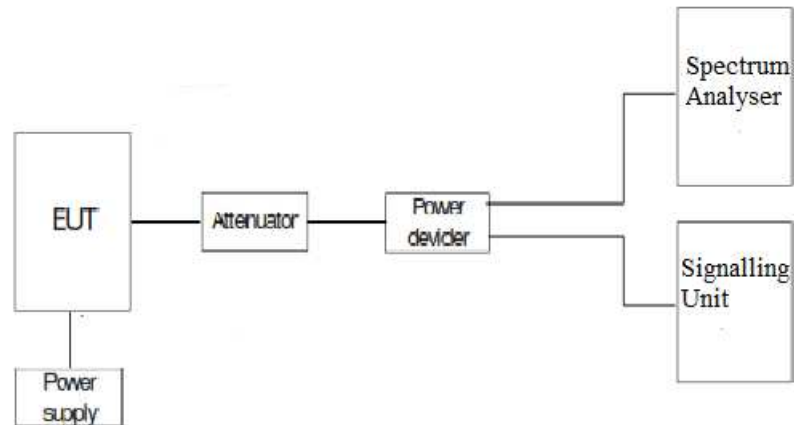 Spectrum
Analyser
EUT
Attenuator
Power
devider
Signalling
Unit
Power
supply